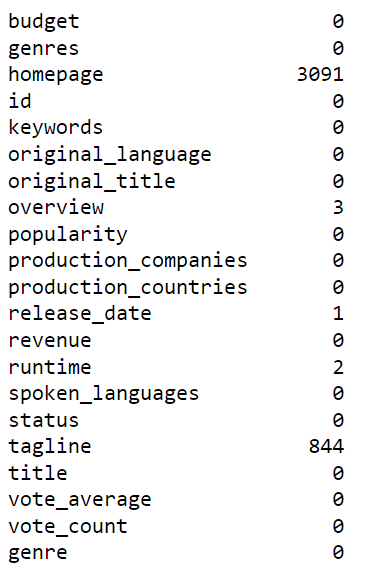 budget 0
genres 0
homepage 3091
id 0
keywords 0
original_language 0
original_title 0
overview 3
popularity 0
production_companies 0
production_countries 0
release_date 1
revenue 0
runtime 2
spoken_languages 0
status 0
tagline 844
title 0
vote_average 0
vote_count 0
genre 0